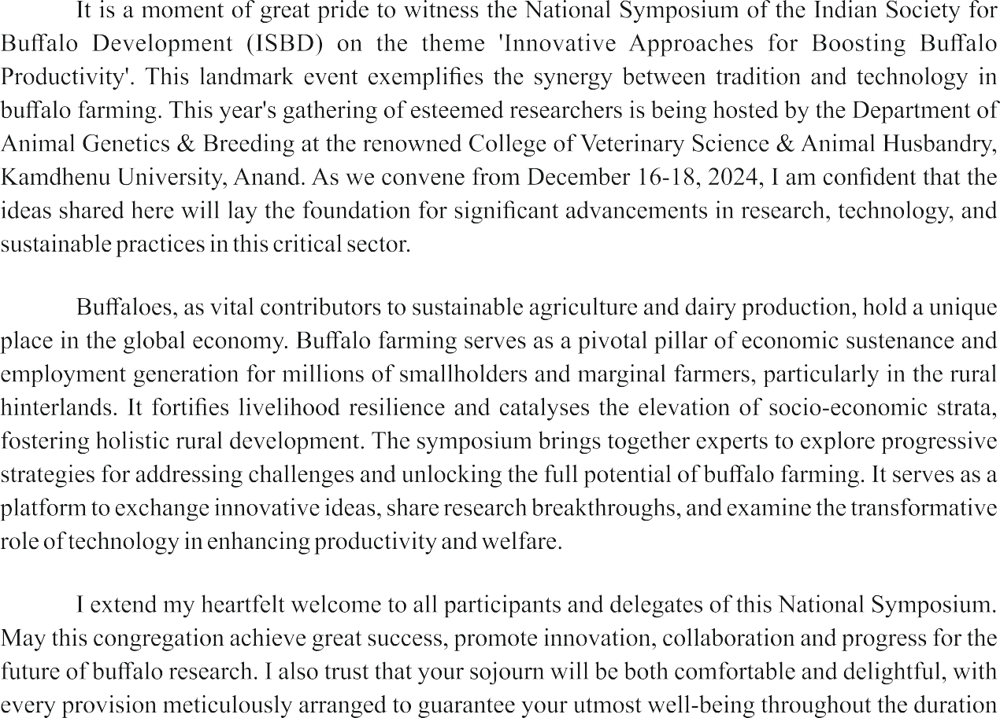 It is a moment of great pride to witness the National Symposium of the Indian Society for
Buffalo Development (ISBD) on the theme 'Innovative Approaches for Boosting Buffalo
Productivity'. This landmark event exemplifies the synergy between tradition and technology in
buffalo farming. This year's gathering of esteemed researchers is being hosted by the Department of
Animal Genetics & Breeding at the renowned College of Veterinary Science & Animal Husbandry,
Kamdhenu University, Anand. As we convene from December 16-18, 2024, I am confident that the
ideas shared here will lay the foundation for significant advancements in research, technology, and
sustainable practices in this critical sector.
Buffaloes, as vital contributors to sustainable agriculture and dairy production, hold a unique
place in the global economy. Buffalo farming serves as a pivotal pillar of economic sustenance and
employment generation for millions of smallholders and marginal farmers, particularly in the rural
hinterlands. It fortifies livelihood resilience and catalyses the elevation of socio-economic strata,
fostering holistic rural development. The symposium brings together experts to explore progressive
strategies for addressing challenges and unlocking the full potential of buffalo farming. It serves as a
platform to exchange innovative ideas, share research breakthroughs, and examine the transformative
role of technology in enhancing productivity and welfare.
I extend my heartfelt welcome to all participants and delegates of this National Symposium.
May this congregation achieve great success, promote innovation, collaboration and progress for the
future of buffalo research. I also trust that your sojourn will be both comfortable and delightful, with
every provision meticulously arranged to guarantee your utmost well-being throughout the duration